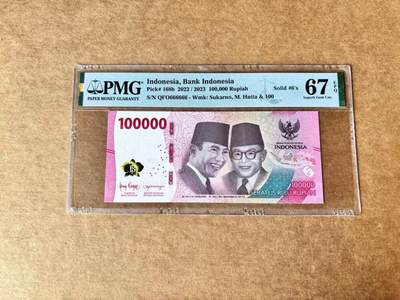 PMG
PAPER MONEY GUARANTY
Indonesia, Bank Indonesia
Pick# 168b 2022 / 2023 100,000 Rupiah
Solid #6's
S/N QFO666666 - Wmk: Sukarno, M. Hatta & 100
67 EPQ
Superb Gem Unc
100000
INDONESIA
100000
SERATUS RIBU RUPIAH